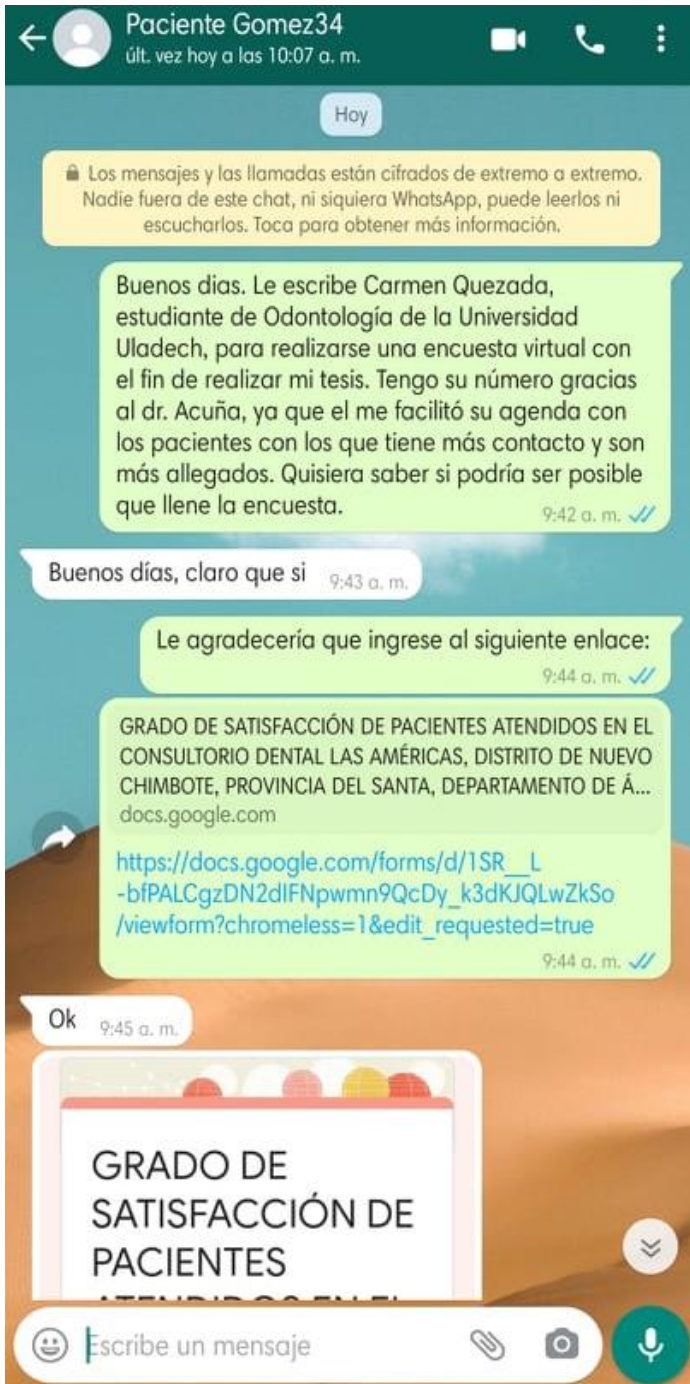 Paciente Gomez34
últ. vez hoy a las 10:07 a. m.
Hoy
Los mensajes y las llamadas están cifrados de extremo a extremo.
Nadie fuera de este chat, ni siquiera WhatsApp, puede leerlos ni
escucharlos. Toca para obtener más información.
Buenos dias. Le escribe Carmen Quezada,
estudiante de Odontología de la Universidad
Uladech, para realizarse una encuesta virtual con
el fin de realizar mi tesis. Tengo su número gracias
al dr. Acuña, ya que el me facilitó su agenda con
los pacientes con los que tiene más contacto y son
más allegados. Quisiera saber si podría ser posible
que llene la encuesta.
9:42 a. m.
Buenos días, claro que si
9:43 a. m.
Le agradecería que ingrese al siguiente enlace:
9:44 a. m.
GRADO DE SATISFACCIÓN DE PACIENTES ATENDIDOS EN EL
CONSULTORIO DENTAL LAS AMÉRICAS, DISTRITO DE NUEVO
CHIMBOTE, PROVINCIA DEL SANTA, DEPARTAMENTO DE Á...
docs.google.com
https://docs.google.com/forms/d/1SR__L
-bfPALCgzDN2dIFNpwmn9QcDy_k3dKJQLwZkSo
/viewform?chromeless=1&edit_requested=true
9:44 a. m.
Ok
9:45 a. m.
GRADO DE
SATISFACCIÓN DE
PACIENTES
ATENDIDOS EN EL
Escribe un mensaje